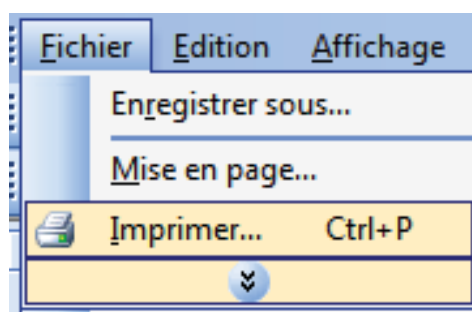 Fichier Edition Affichage
Enregistrer sous...
Mise en page...
Imprimer... Ctrl+P